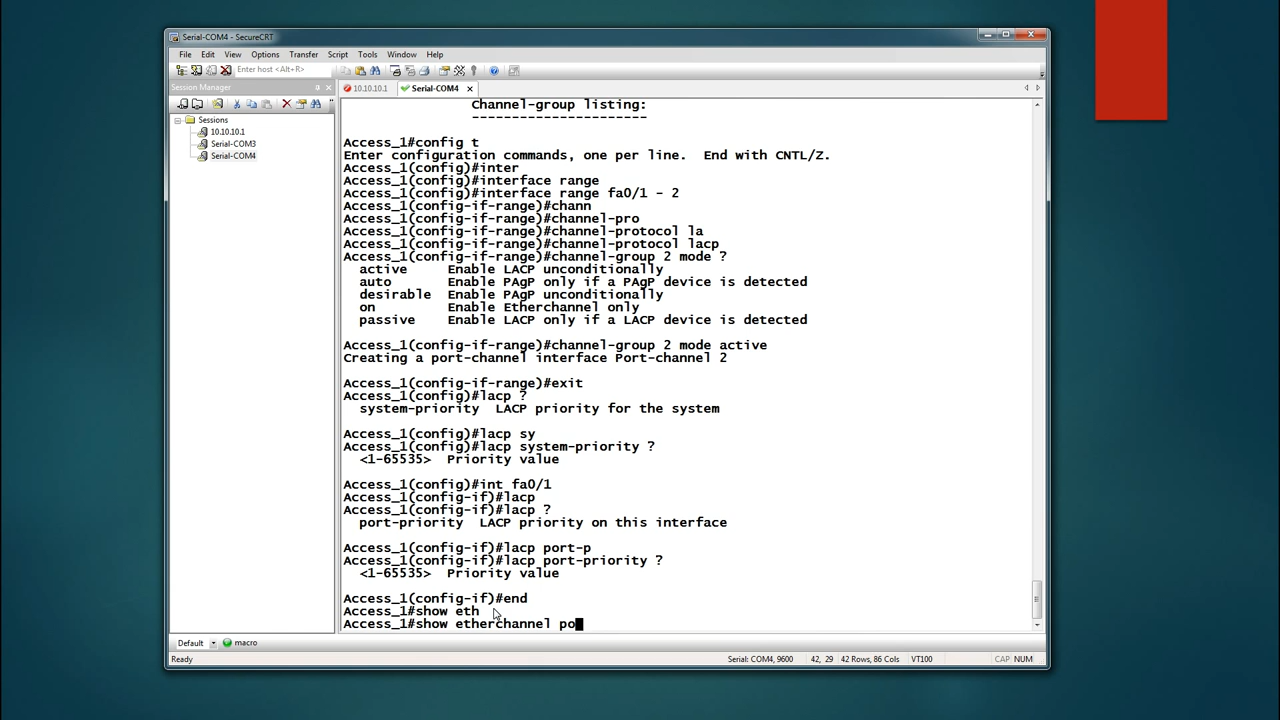 Serial-COM4 - SecureCRT
File Edit View Options Transfer Script Tools Window Help
Enter host <Alt+R>
Session Manager
10.10.10.1
Serial-COM4
Sessions
10.10.10.1
Serial-COM3
Serial-COM4
Channel-group listing:
----------------------
Access_1#config t
Enter configuration commands, one per line.  End with CNTL/Z.
Access_1(config)#inter
Access_1(config)#interface range
Access_1(config)#interface range fa0/1 - 2
Access_1(config-if-range)#chann
Access_1(config-if-range)#channel-pro
Access_1(config-if-range)#channel-protocol la
Access_1(config-if-range)#channel-protocol lacp
Access_1(config-if-range)#channel-group 2 mode ?
active     Enable LACP unconditionally
auto       Enable PAgP only if a PAgP device is detected
desirable  Enable PAgP unconditionally
on         Enable Etherchannel only
passive    Enable LACP only if a LACP device is detected
Access_1(config-if-range)#channel-group 2 mode active
Creating a port-channel interface Port-channel 2
Access_1(config-if-range)#exit
Access_1(config)#lacp ?
system-priority  LACP priority for the system
Access_1(config)#lacp sy
Access_1(config)#lacp system-priority ?
<1-65535>  Priority value
Access_1(config)#int fa0/1
Access_1(config-if)#lacp
Access_1(config-if)#lacp ?
port-priority  LACP priority on this interface
Access_1(config-if)#lacp port-p
Access_1(config-if)#lacp port-priority ?
<1-65535>  Priority value
Access_1(config-if)#end
Access_1#show eth
Access_1#show etherchannel po
Default
macro
Ready
Serial: COM4, 9600
42, 29
42 Rows, 86 Cols
VT100
CAP NUM